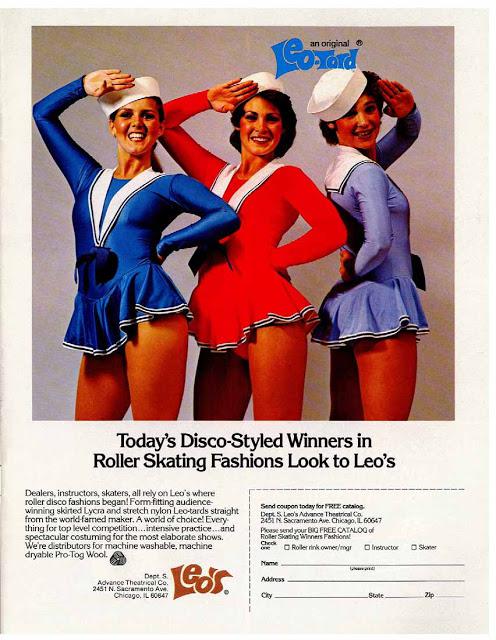 an original ®
Leo-Tard
Today's Disco-Styled Winners in
Roller Skating Fashions Look to Leo's
Dealers, instructors, skaters, all rely on Leo's where
roller disco fashions began! Form-fitting audience-
winning skirted Lycra and stretch nylon Leo-tards straight
from the world-famed maker. A world of choice! Every-
thing for top level competition...intensive practice...and
spectacular costuming for the most elaborate shows.
We're distributors for machine washable, machine
dryable Pro-Tog Wool.
Dept. S.
Advance Theatrical Co.
2451 N. Sacramento Ave.
Chicago, IL 60647
Leo's®
Send coupon today for FREE catalog.
Dept. S. Leo's Advance Theatrical Co.
2451 N. Sacramento Ave. Chicago, IL 60647
Please send your BIG FREE CATALOG of
Roller Skating Winners Fashions!
Check
one □ Roller rink owner/mgr □ Instructor □ Skater
Name
(please print)
Address
City State Zip